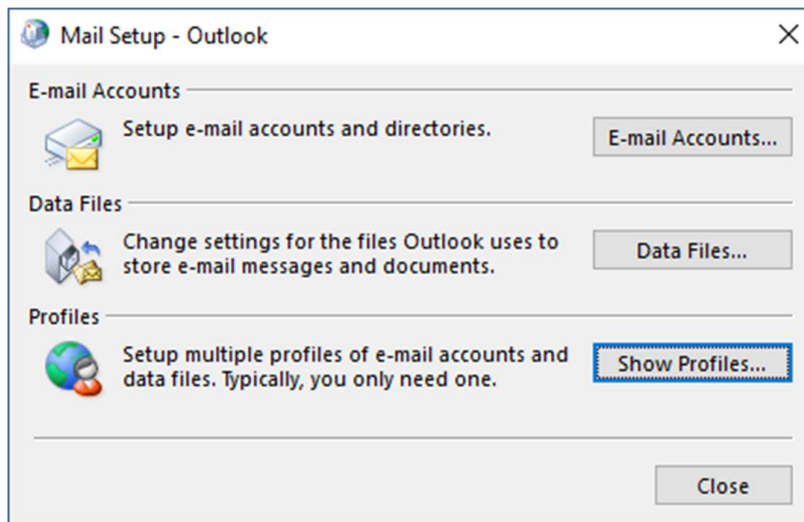 Mail Setup - Outlook
E-mail Accounts
Setup e-mail accounts and directories.
E-mail Accounts...
Data Files
Change settings for the files Outlook uses to
store e-mail messages and documents.
Data Files...
Profiles
Setup multiple profiles of e-mail accounts and
data files. Typically, you only need one.
Show Profiles...
Close